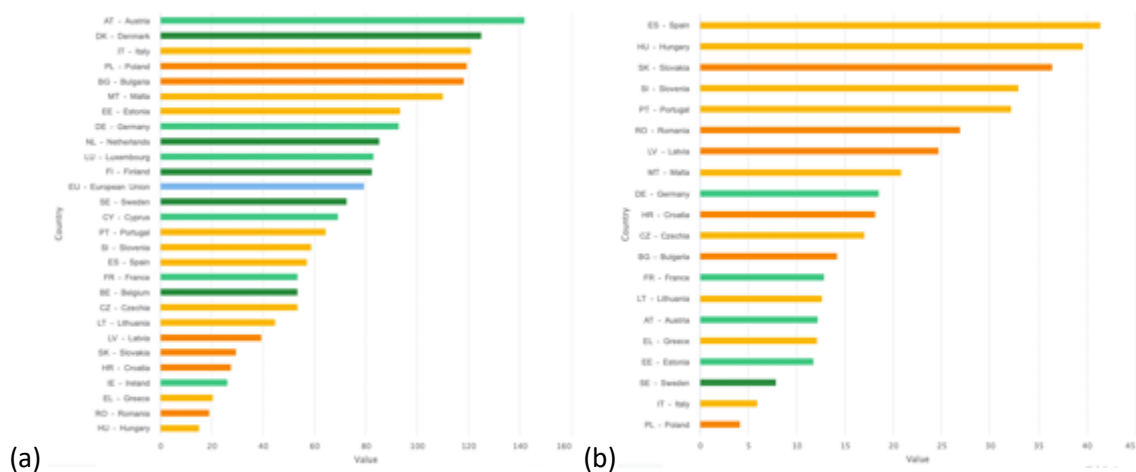 AT - Austria
DK - Denmark
IT - Italy
PL - Poland
BG - Bulgaria
MT - Malta
EE - Estonia
DE - Germany
NL - Netherlands
LU - Luxembourg
FI - Finland
EU - European Union
SE - Sweden
CY - Cyprus
PT - Portugal
SI - Slovenia
ES - Spain
FR - France
BE - Belgium
CZ - Czechia
LT - Lithuania
LV - Latvia
SK - Slovakia
HR - Croatia
IE - Ireland
EL - Greece
RO - Romania
HU - Hungary
Country
0 20 40 60 80 100 120 140 160
Value
(a)
ES - Spain
HU - Hungary
SK - Slovakia
SI - Slovenia
PT - Portugal
RO - Romania
LV - Latvia
MT - Malta
DE - Germany
HR - Croatia
CZ - Czechia
BG - Bulgaria
FR - France
LT - Lithuania
AT - Austria
EL - Greece
EE - Estonia
SE - Sweden
IT - Italy
PL - Poland
Country
0 5 10 15 20 25 30 35 40 45
Value
(b)